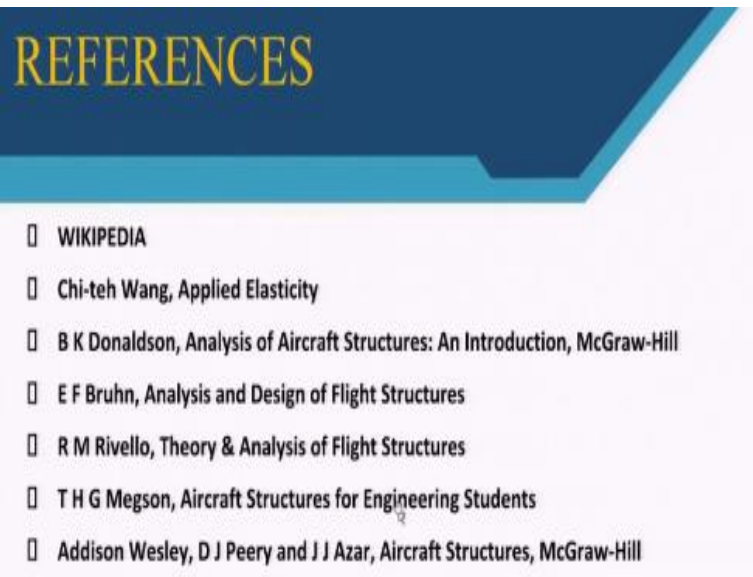 REFERENCES
WIKIPEDIA
Chi-teh Wang, Applied Elasticity
B K Donaldson, Analysis of Aircraft Structures: An Introduction, McGraw-Hill
E F Bruhn, Analysis and Design of Flight Structures
R M Rivello, Theory & Analysis of Flight Structures
T H G Megson, Aircraft Structures for Engineering Students
Addison Wesley, D J Peery and J J Azar, Aircraft Structures, McGraw-Hill